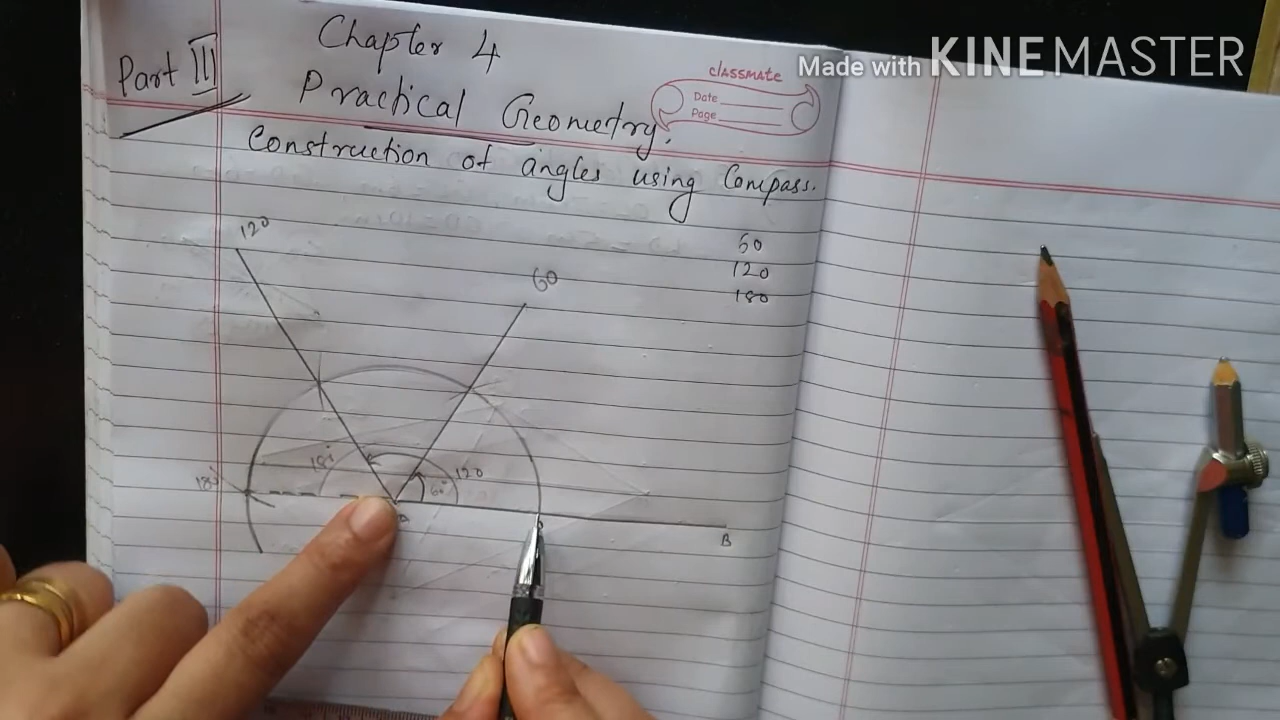 Made with KINEMASTER
Part III
Chapter 4
Practical Geometry.
classmate
Date
Page
Construction of angles using Compass.
60
120
180
120
60
180
180
60°
120
B